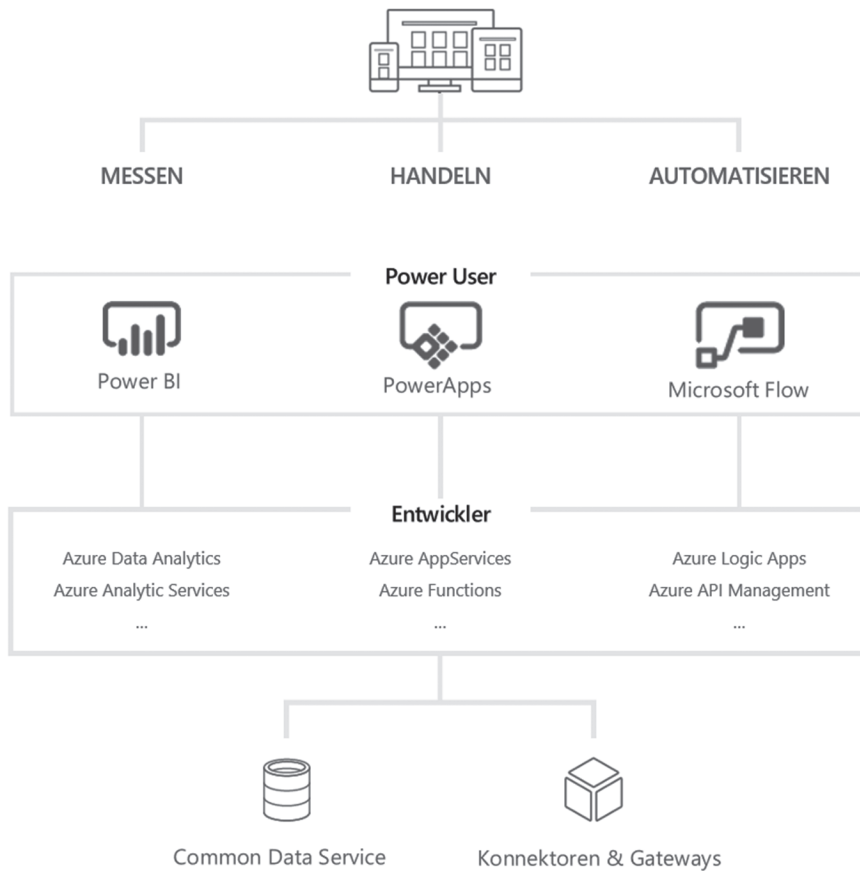 MESSEN
HANDELN
AUTOMATISIEREN
Power User
Power BI
PowerApps
Microsoft Flow
Entwickler
Azure Data Analytics
Azure AppServices
Azure Logic Apps
Azure Analytic Services
Azure Functions
Azure API Management
...
...
...
Common Data Service
Konnektoren & Gateways